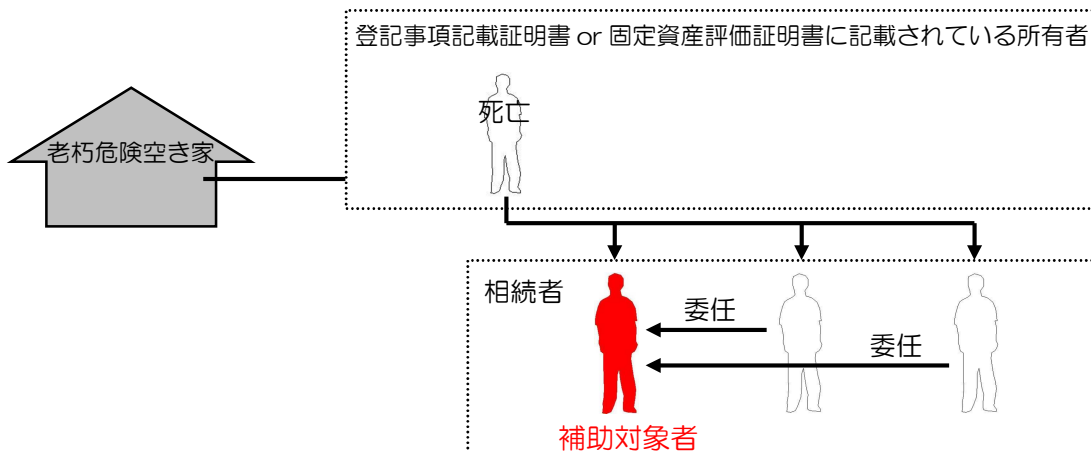 登記事項記載証明書 or 固定資産評価証明書に記載されている所有者
死亡
老朽危険空き家
相続者
委任
委任
補助対象者